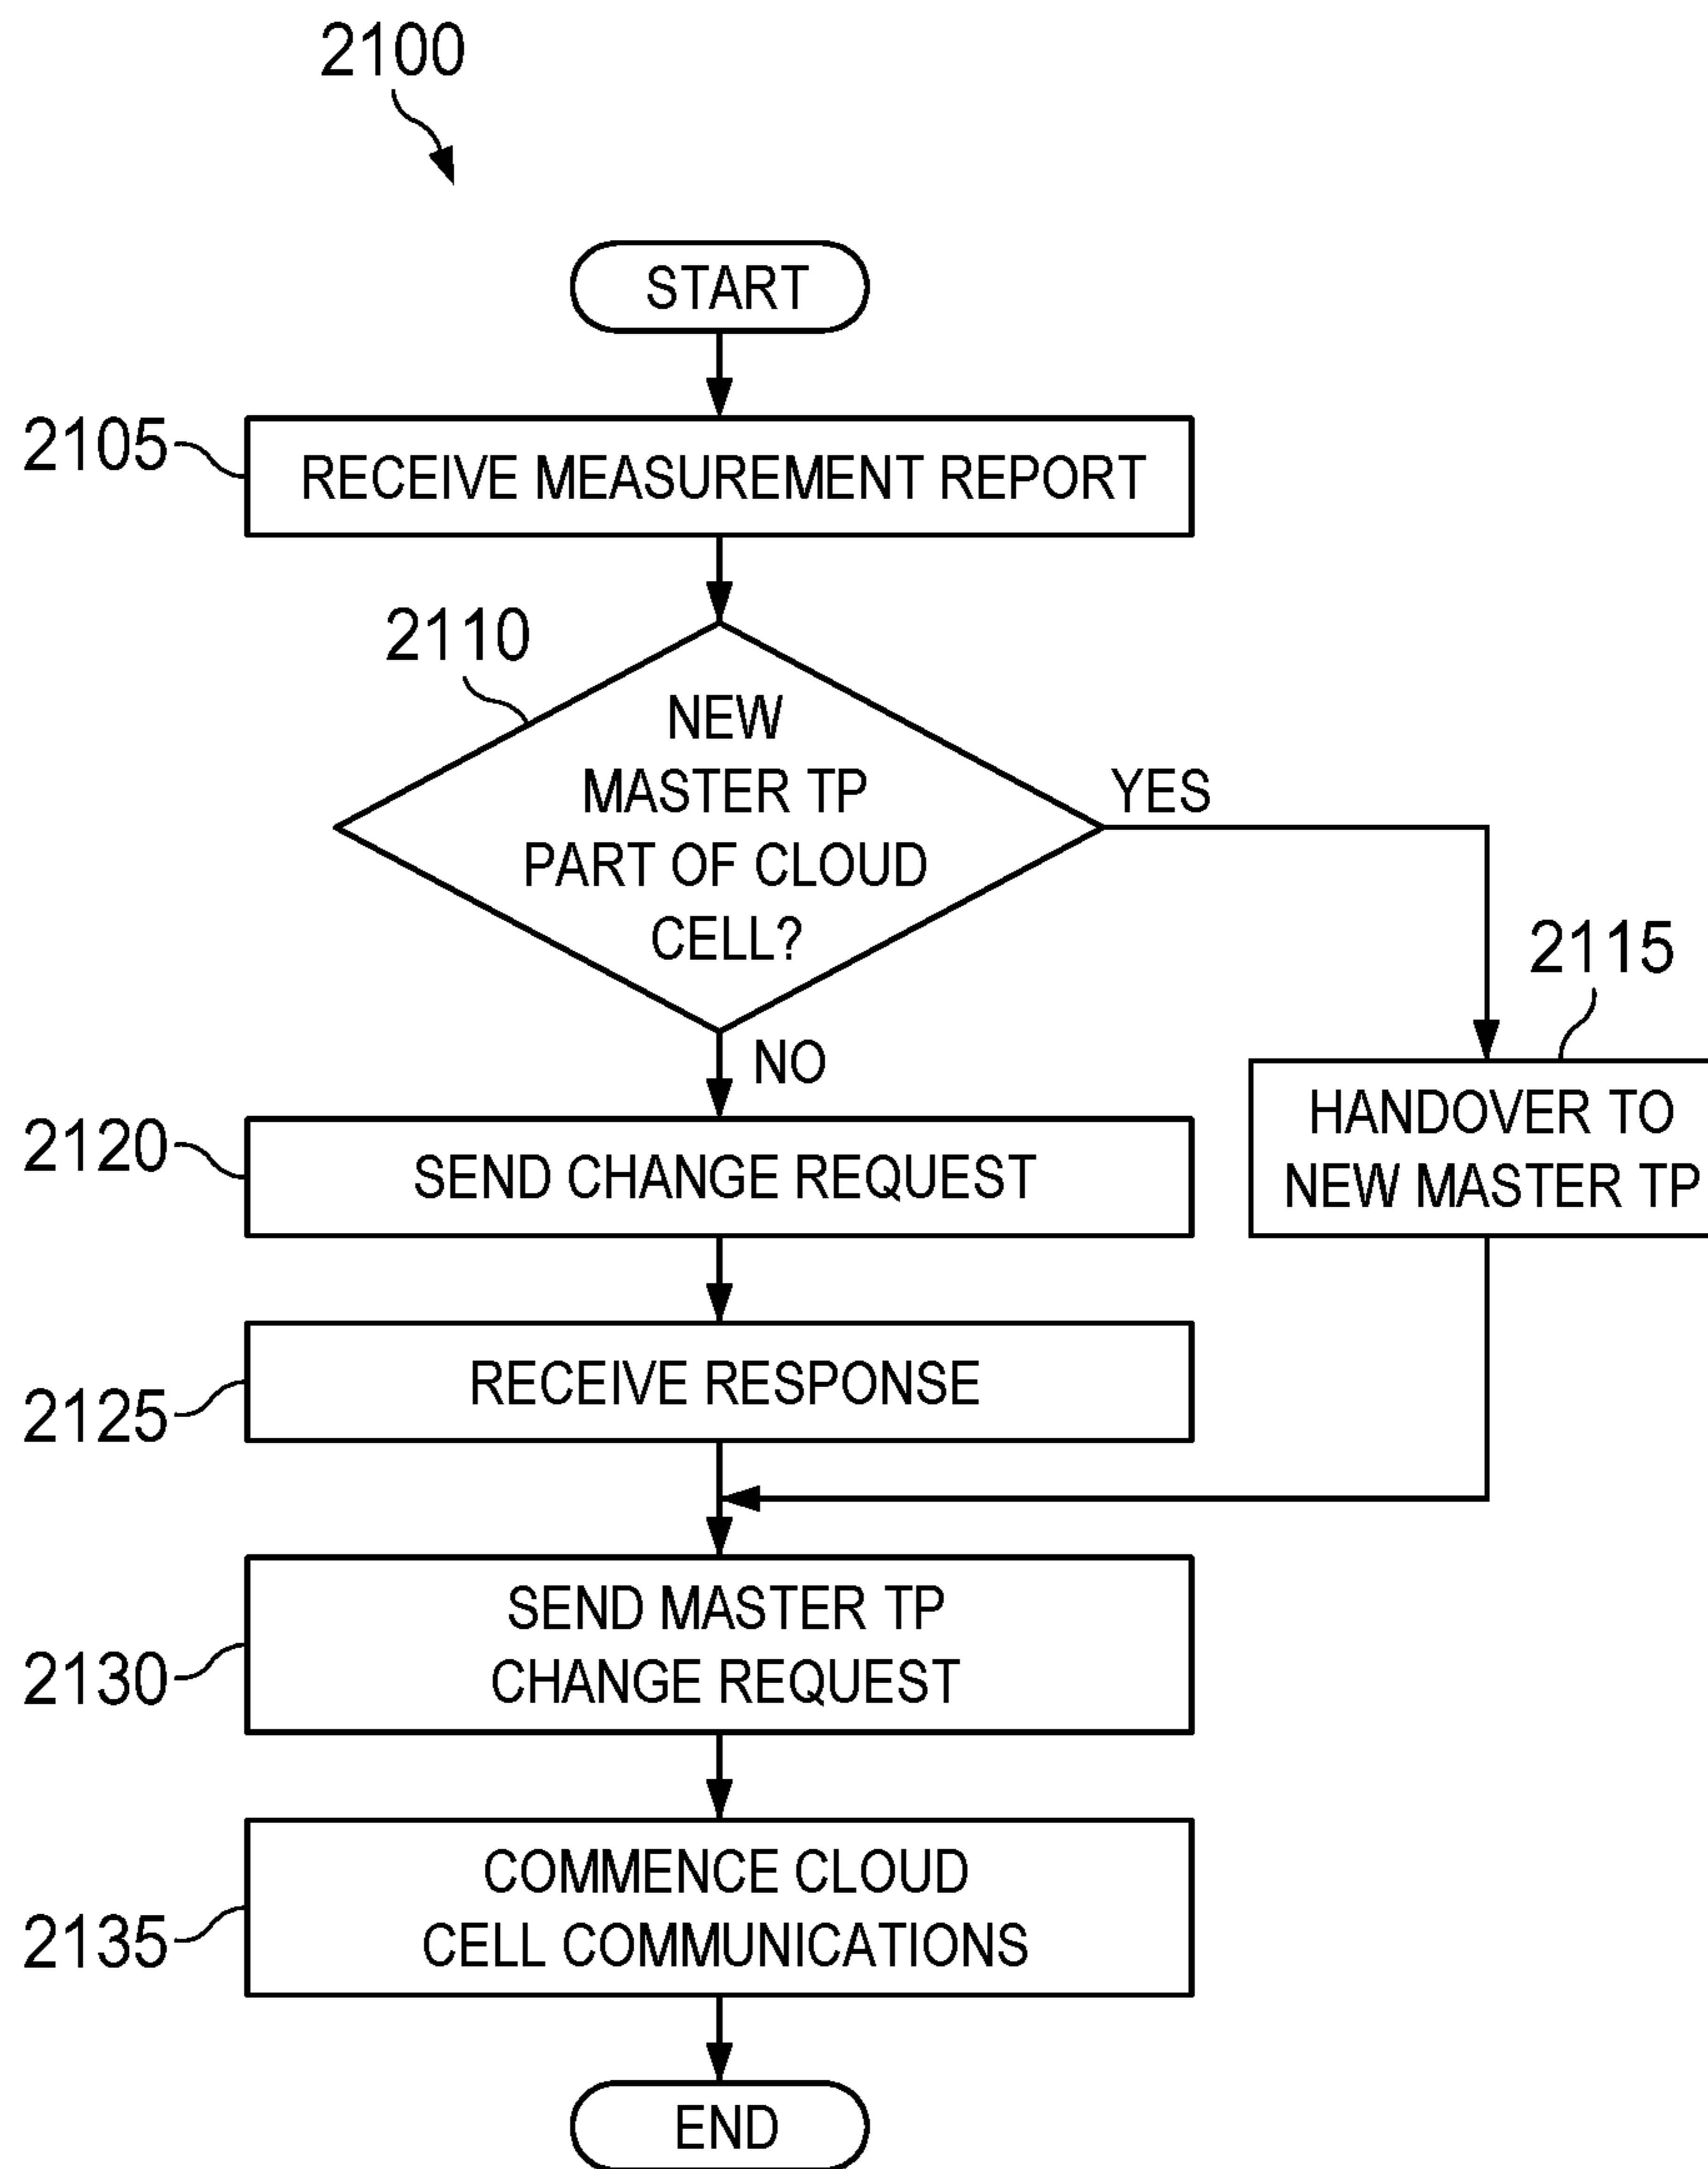 2100
START
2105
RECEIVE MEASUREMENT REPORT
2110
NEW
MASTER TP
PART OF CLOUD
CELL?
YES
2115
HANDOVER TO
NEW MASTER TP
NO
2120
SEND CHANGE REQUEST
2125
RECEIVE RESPONSE
2130
SEND MASTER TP
CHANGE REQUEST
2135
COMMENCE CLOUD
CELL COMMUNICATIONS
END